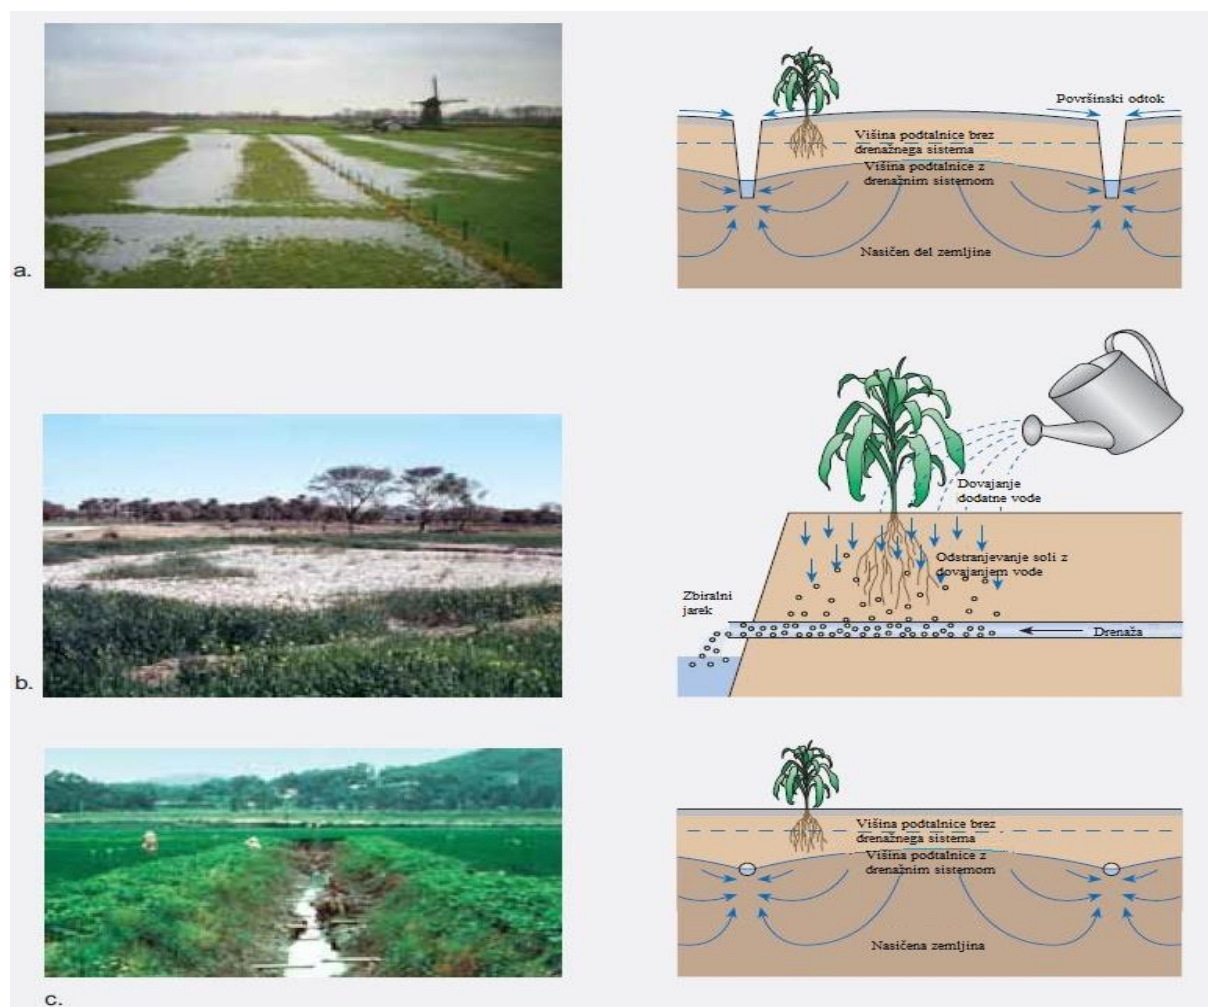 Površinski odtok
Višina podtalnice brez
drenažnega sistema
Višina podtalnice z
drenažnim sistemom
Nasičen del zemljine
a.
Dovajanje
dodatne vode
Odstranjevanje soli z
dovajanjem vode
Zbiralni
jarek
Drenaža
b.
Višina podtalnice brez
drenažnega sistema
Višina podtalnice z
drenažnim sistemom
Nasičena zemljina
c.